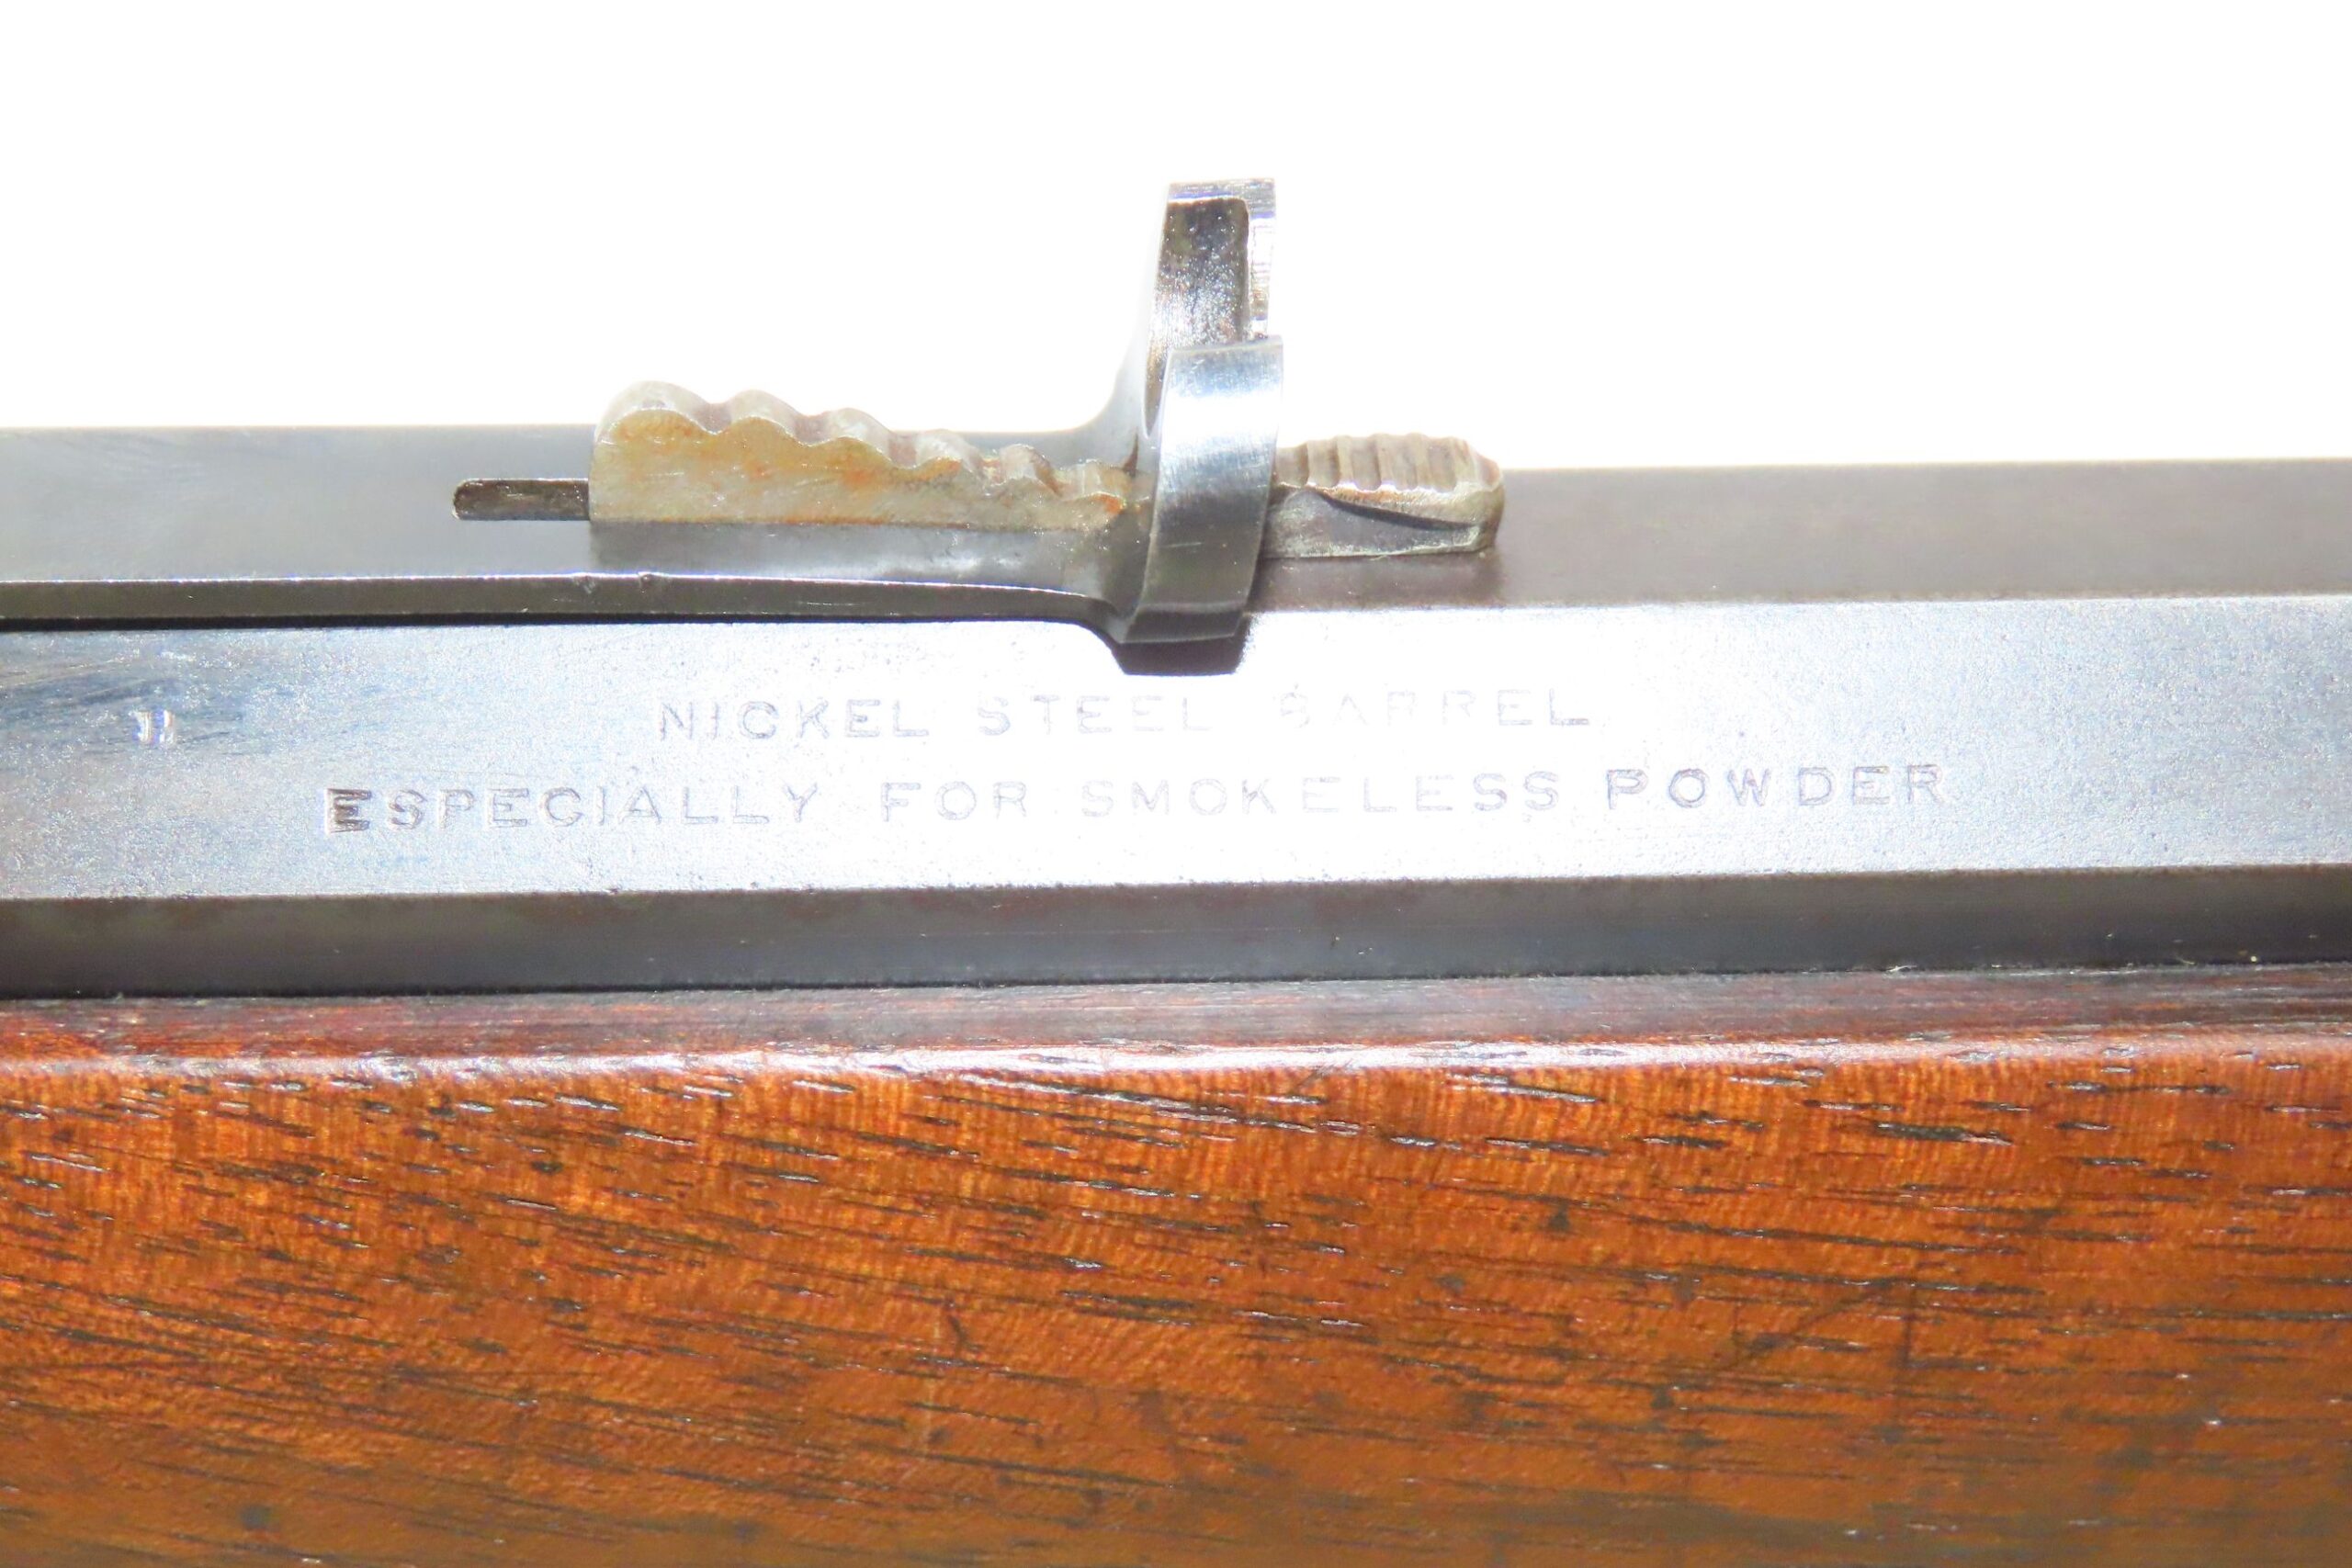 NICKEL STEEL BARREL
ESPECIALLY FOR SMOKELESS POWDER